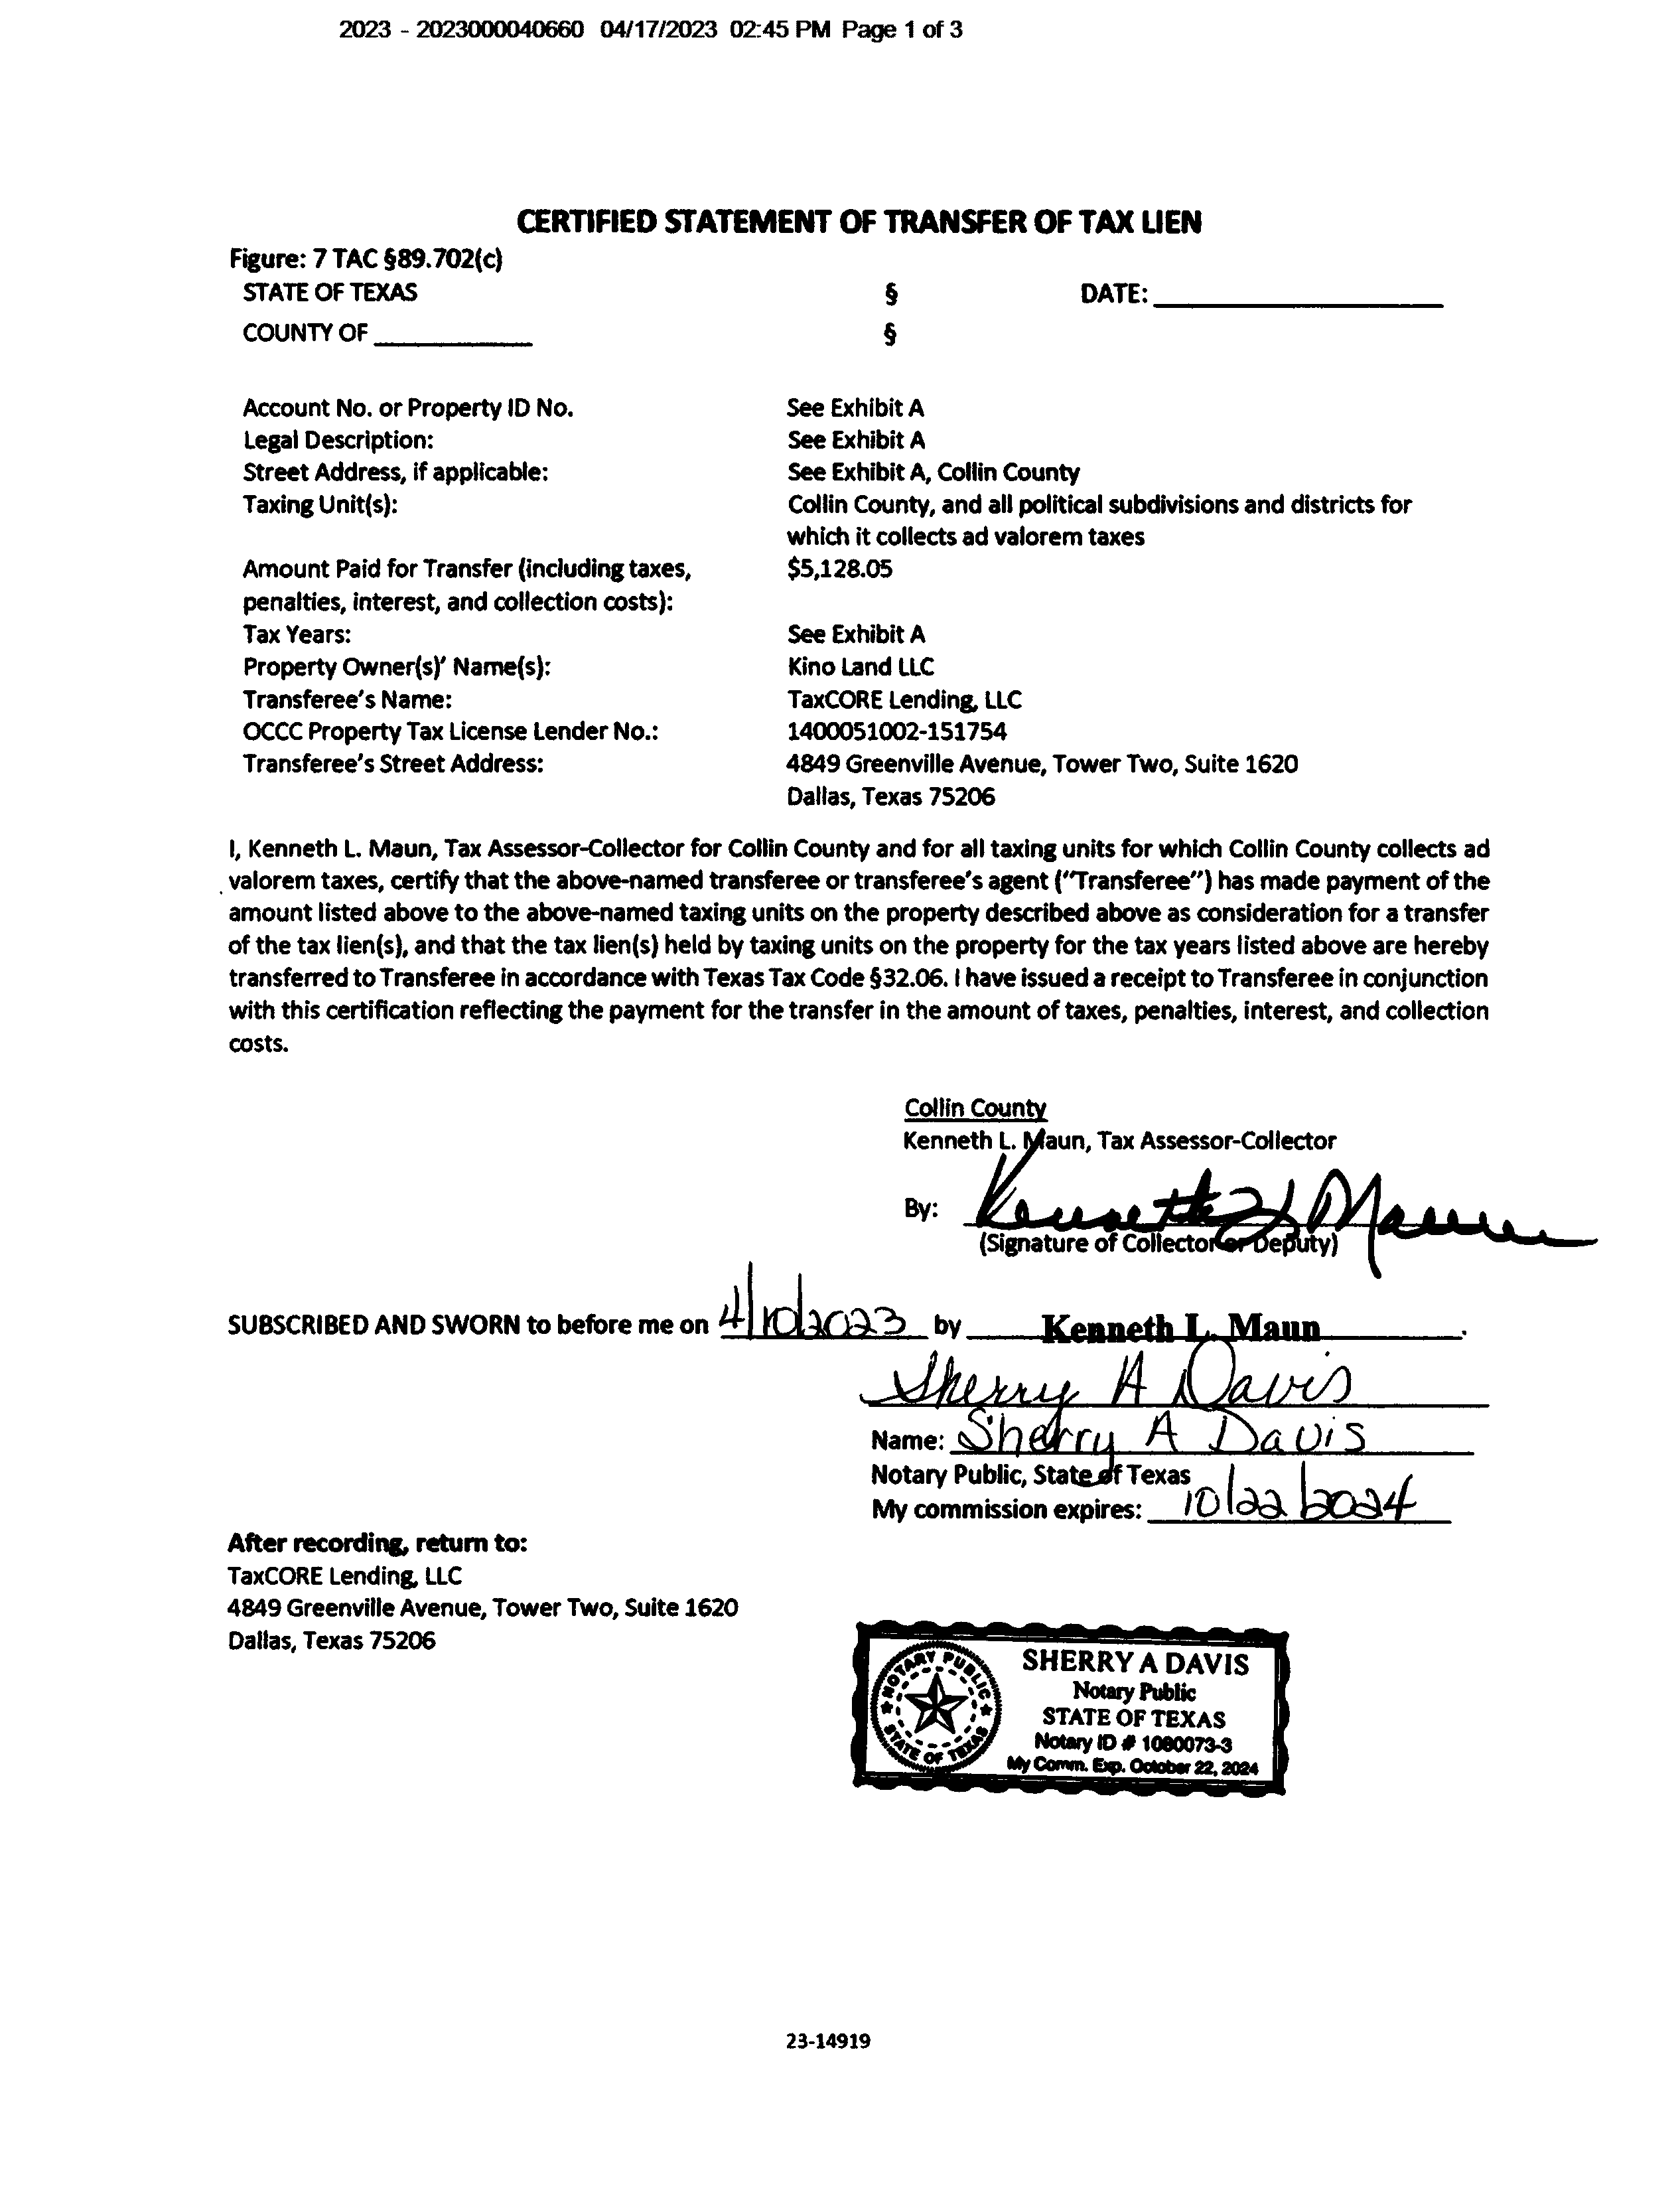 2023 - 2023000040660 04/17/2023 02:45 PM Page 1 of 3
CERTIFIED STATEMENT OF TRANSFER OF TAX LIEN
Figure: 7 TAC §89.702(c)
STATE OF TEXAS § DATE: ____________________
COUNTY OF ____________ §
Account No. or Property ID No. See Exhibit A
Legal Description: See Exhibit A
Street Address, if applicable: See Exhibit A, Collin County
Taxing Unit(s): Collin County, and all political subdivisions and districts for
which it collects ad valorem taxes
Amount Paid for Transfer (including taxes, $5,128.05
penalties, interest, and collection costs):
Tax Years: See Exhibit A
Property Owner(s)' Name(s): Kino Land LLC
Transferee's Name: TaxCORE Lending, LLC
OCCC Property Tax License Lender No.: 1400051002-151754
Transferee's Street Address: 4849 Greenville Avenue, Tower Two, Suite 1620
Dallas, Texas 75206
I, Kenneth L. Maun, Tax Assessor-Collector for Collin County and for all taxing units for which Collin County collects ad
valorem taxes, certify that the above-named transferee or transferee's agent ("Transferee") has made payment of the
amount listed above to the above-named taxing units on the property described above as consideration for a transfer
of the tax lien(s), and that the tax lien(s) held by taxing units on the property for the tax years listed above are hereby
transferred to Transferee in accordance with Texas Tax Code §32.06. I have issued a receipt to Transferee in conjunction
with this certification reflecting the payment for the transfer in the amount of taxes, penalties, interest, and collection
costs.
Collin County
Kenneth L. Maun, Tax Assessor-Collector
By: Kenneth L Maun
(Signature of Collector or Deputy)
SUBSCRIBED AND SWORN to before me on 4/10/2023 by Kenneth L. Maun.
Sherry A Davis
Name: Sherry A Davis
Notary Public, State of Texas
My commission expires: 10/22/2024
After recording, return to:
TaxCORE Lending, LLC
4849 Greenville Avenue, Tower Two, Suite 1620
Dallas, Texas 75206
NOTARY PUBLIC
STATE OF TEXAS
SHERRY A DAVIS
Notary Public
STATE OF TEXAS
Notary ID # 1080073-3
My Comm. Exp. October 22, 2024
23-14919